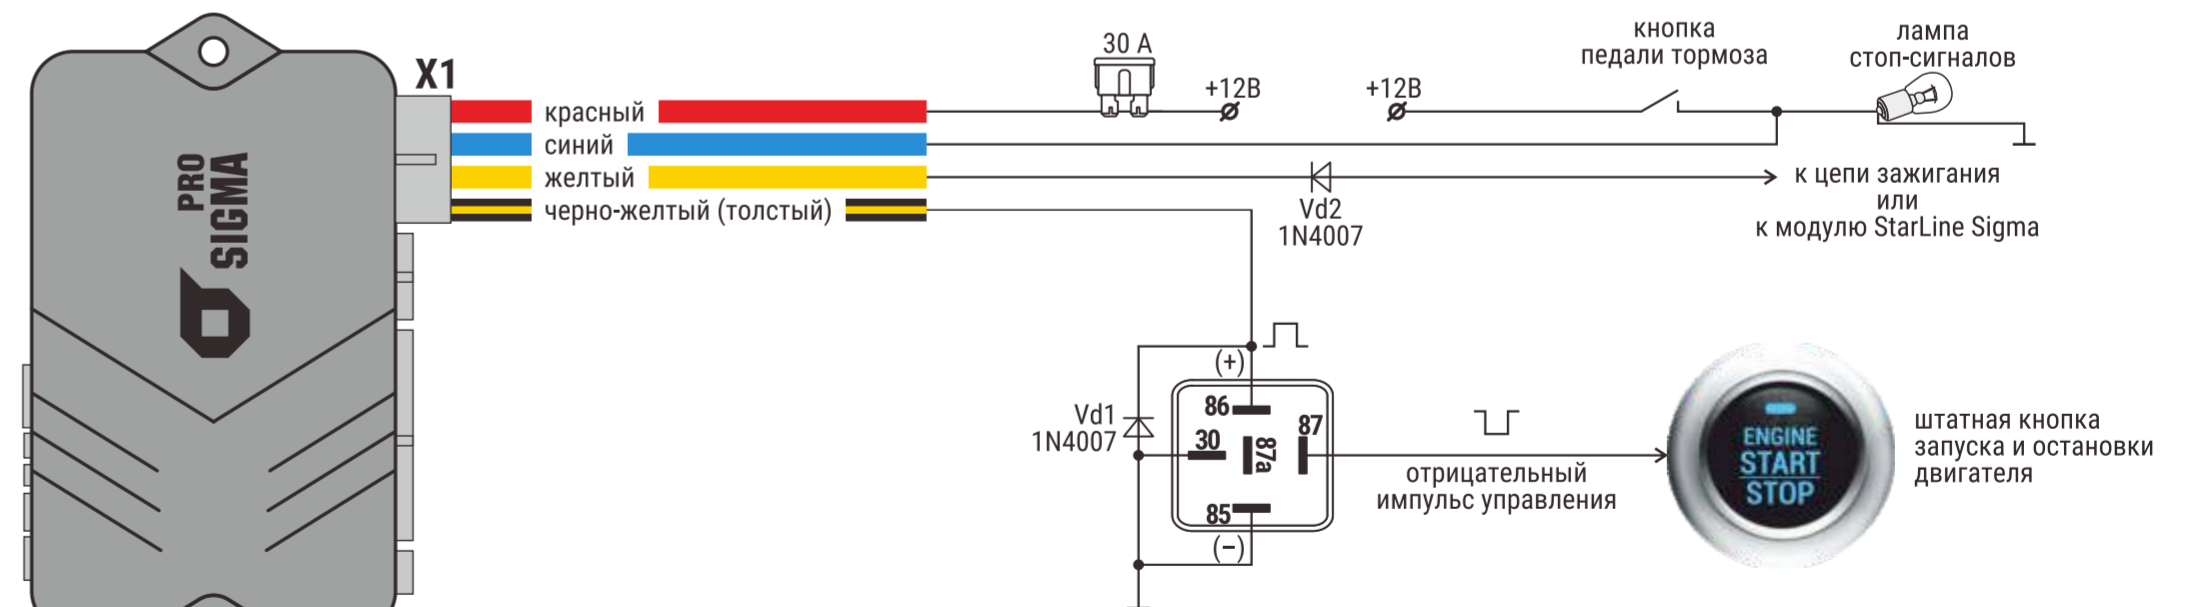 X1
PRO
SIGMA
красный
синий
желтый
черно-желтый (толстый)
30 А
+12В
+12В
кнопка
педали тормоза
лампа
стоп-сигналов
Vd2
1N4007
к цепи зажигания
или
к модулю StarLine Sigma
(+)
86
Vd1
1N4007
30
87a
87
85
(−)
отрицательный
импульс управления
ENGINE
START
STOP
штатная кнопка
запуска и остановки
двигателя